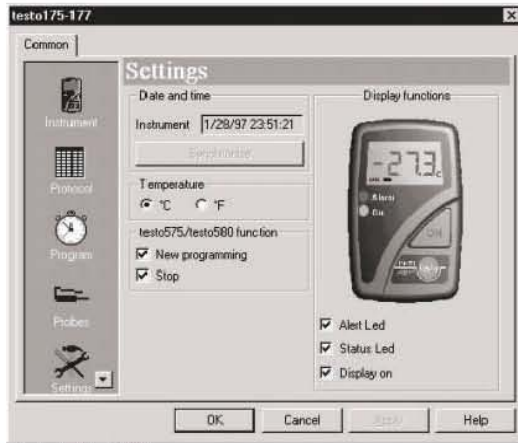 testo175-177
Common
Instrument
Protocol
Program
Probes
Settings
Settings
Date and time
Instrument 1/28/97 23:51:21
Synchronize
Temperature
°C °F
testo575/testo580 function
New programming
Stop
Display functions
-27.3
Alarm
On
ON
Alert Led
Status Led
Display on
OK
Cancel
Apply
Help